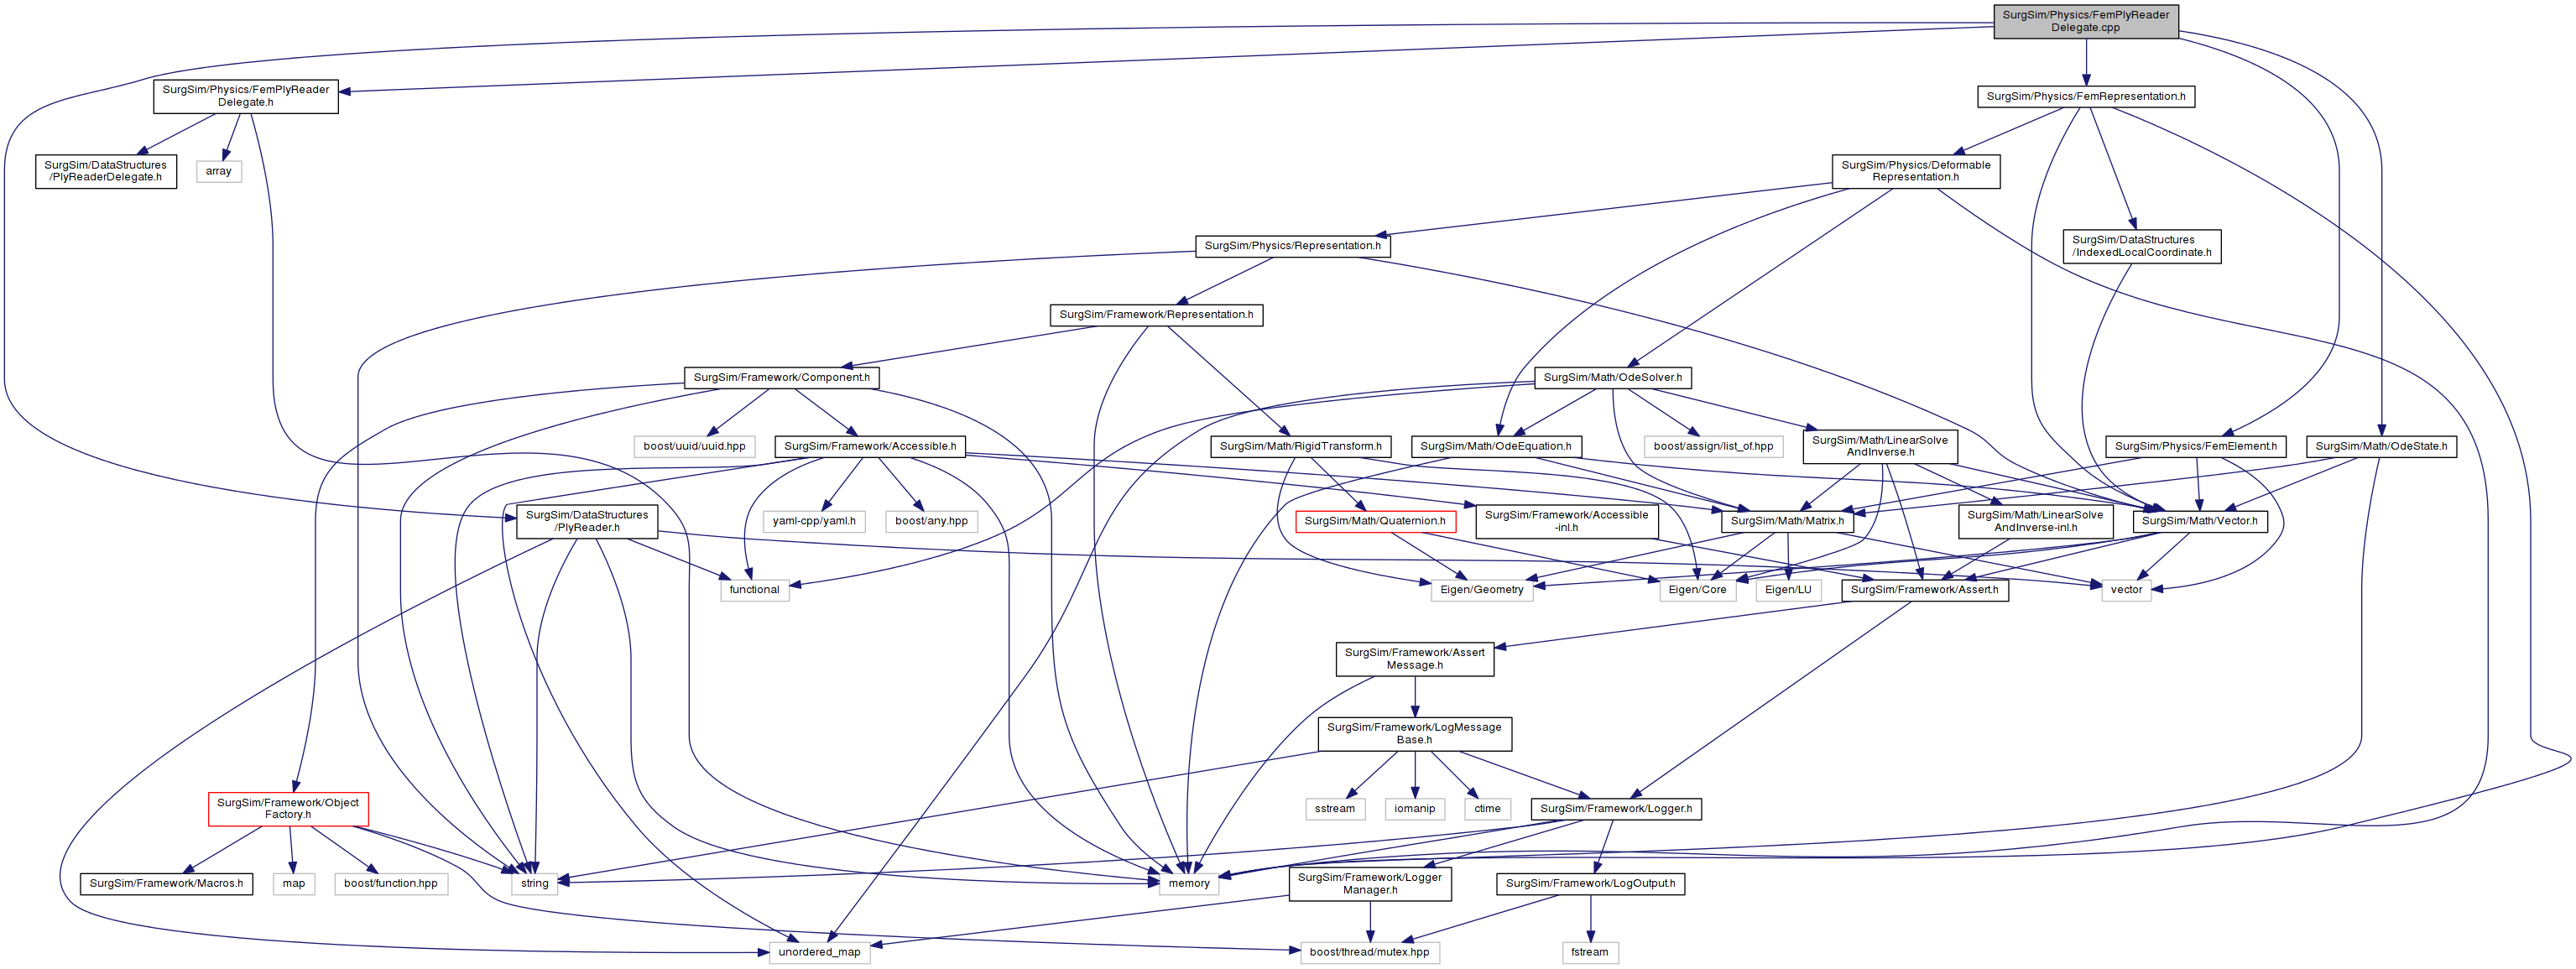 SurgSim/Physics/FemPlyReader
Delegate.cpp
SurgSim/Physics/FemPlyReader
Delegate.h
SurgSim/Physics/FemRepresentation.h
SurgSim/DataStructures
/PlyReaderDelegate.h
array
SurgSim/Physics/Deformable
Representation.h
SurgSim/Physics/Representation.h
SurgSim/DataStructures
/IndexedLocalCoordinate.h
SurgSim/Framework/Representation.h
SurgSim/Framework/Component.h
SurgSim/Math/OdeSolver.h
boost/uuid/uuid.hpp
SurgSim/Framework/Accessible.h
SurgSim/Math/RigidTransform.h
SurgSim/Math/OdeEquation.h
boost/assign/list_of.hpp
SurgSim/Math/LinearSolve
AndInverse.h
SurgSim/Physics/FemElement.h
SurgSim/Math/OdeState.h
SurgSim/DataStructures
/PlyReader.h
yaml-cpp/yaml.h
boost/any.hpp
SurgSim/Math/Quaternion.h
SurgSim/Framework/Accessible
-inl.h
SurgSim/Math/Matrix.h
SurgSim/Math/LinearSolve
AndInverse-inl.h
SurgSim/Math/Vector.h
functional
Eigen/Geometry
Eigen/Core
Eigen/LU
SurgSim/Framework/Assert.h
vector
SurgSim/Framework/Assert
Message.h
SurgSim/Framework/LogMessage
Base.h
SurgSim/Framework/Object
Factory.h
sstream
iomanip
ctime
SurgSim/Framework/Logger.h
SurgSim/Framework/Macros.h
map
boost/function.hpp
string
memory
SurgSim/Framework/Logger
Manager.h
SurgSim/Framework/LogOutput.h
unordered_map
boost/thread/mutex.hpp
fstream